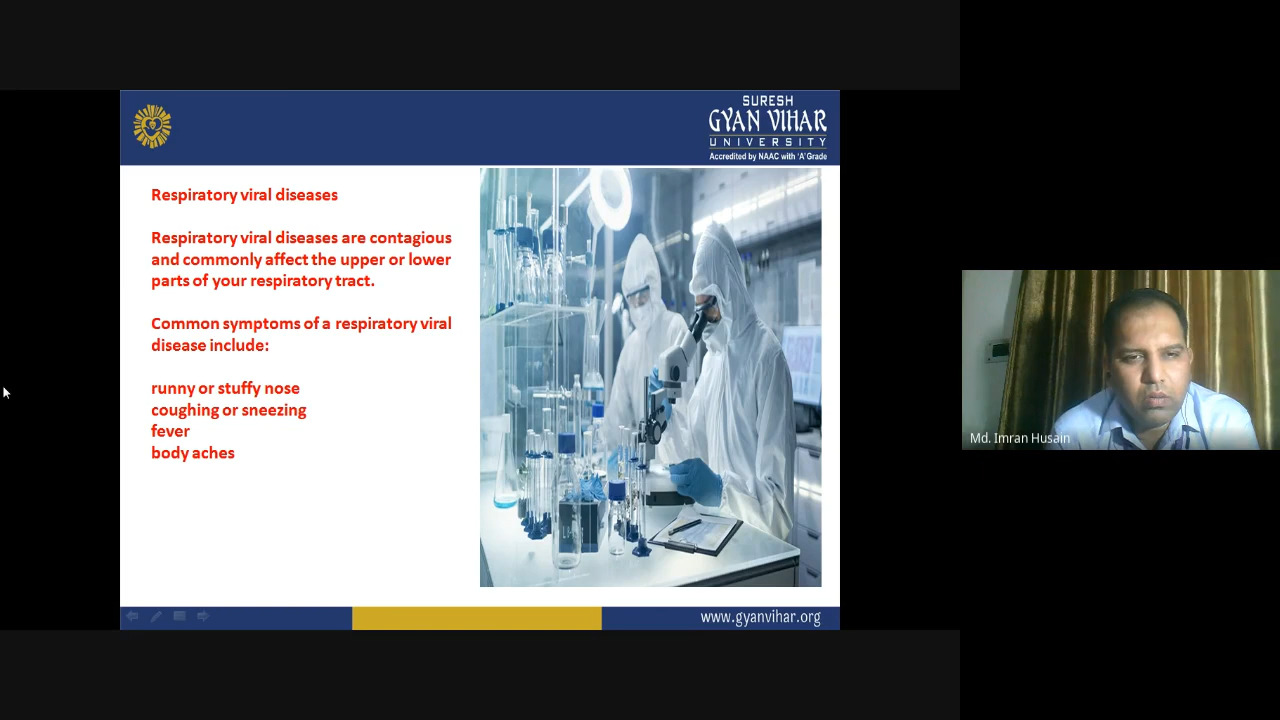 SURESH
GYAN VIHAR
UNIVERSITY
Accredited by NAAC with 'A' Grade
Respiratory viral diseases
Respiratory viral diseases are contagious
and commonly affect the upper or lower
parts of your respiratory tract.
Common symptoms of a respiratory viral
disease include:
runny or stuffy nose
coughing or sneezing
fever
body aches
www.gyanvihar.org
Md. Imran Husain